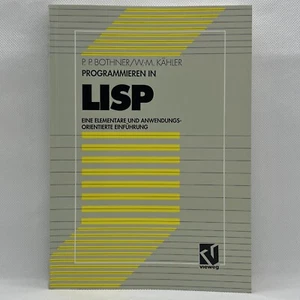 P. P. BOTHNER/W.-M. KÄHLER
PROGRAMMIEREN IN
LISP
EINE ELEMENTARE UND ANWENDUNGS-
ORIENTIERTE EINFÜHRUNG
vieweg